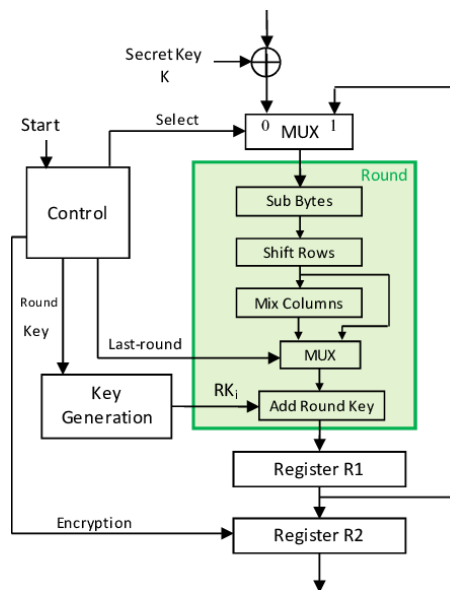 Secret Key
K
0 MUX 1
Select
Start
Round
Control
Sub Bytes
Shift Rows
Round
Key
Mix Columns
Last-round
MUX
Key
Generation
RKi
Add Round Key
Register R1
Encryption
Register R2